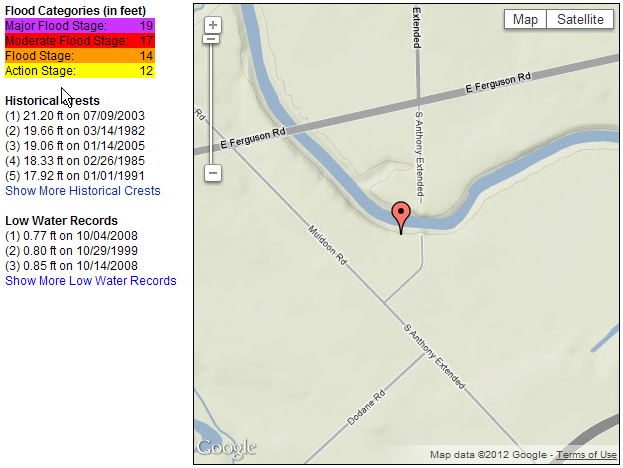 Flood Categories (in feet)
Major Flood Stage: 19
Moderate Flood Stage: 17
Flood Stage: 14
Action Stage: 12
Historical Crests
(1) 21.20 ft on 07/09/2003
(2) 19.66 ft on 03/14/1982
(3) 19.06 ft on 01/14/2005
(4) 18.33 ft on 02/26/1985
(5) 17.92 ft on 01/01/1991
Show More Historical Crests
Low Water Records
(1) 0.77 ft on 10/04/2008
(2) 0.80 ft on 10/29/1999
(3) 0.85 ft on 10/14/2008
Show More Low Water Records
Map
Satellite
Extended
E Ferguson Rd
S Anthony Extended
Rd
E Ferguson Rd
Muldoon Rd
S Anthony Extended
Dodane Rd
Google
Map data ©2012 Google - Terms of Use